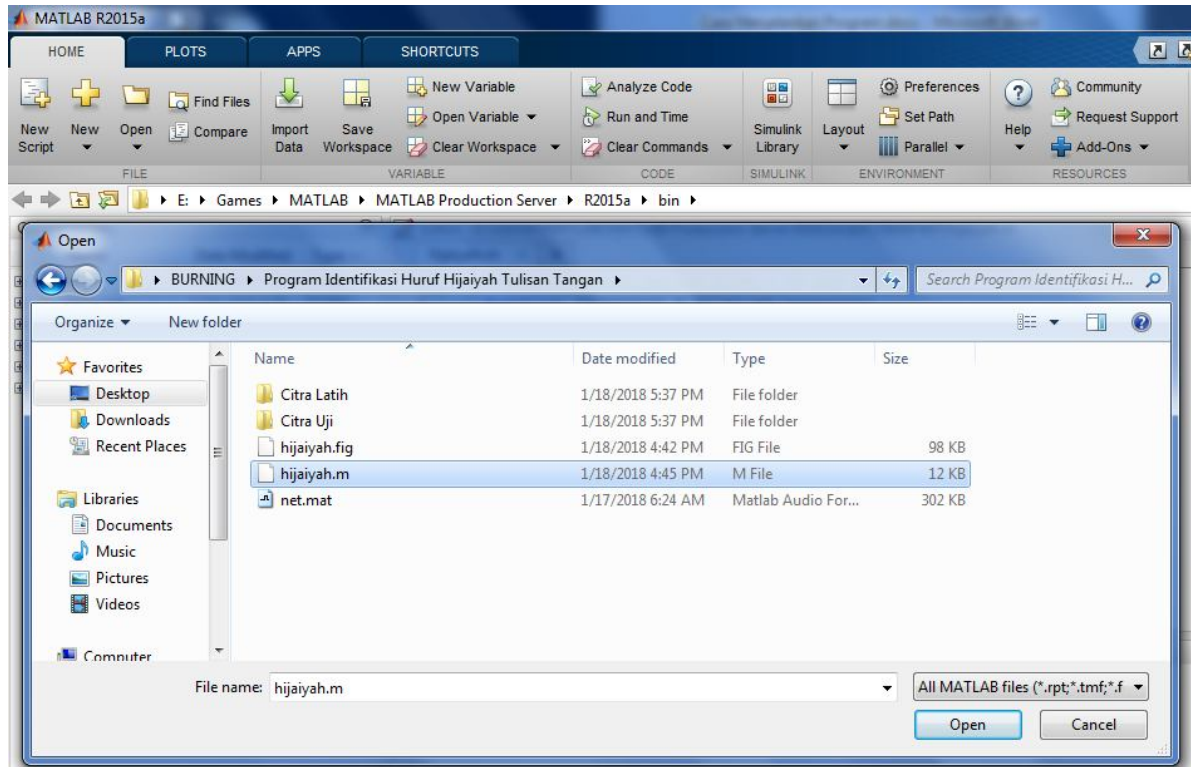 MATLAB R2015a
HOME PLOTS APPS SHORTCUTS
New Script New Open Find Files Compare Import Data Save Workspace New Variable Open Variable Clear Workspace Analyze Code Run and Time Clear Commands Simulink Library Layout Preferences Set Path Parallel Help Community Request Support Add-Ons
FILE VARIABLE CODE SIMULINK ENVIRONMENT RESOURCES
E: Games MATLAB MATLAB Production Server R2015a bin
Open
BURNING Program Identifikasi Huruf Hijaiyah Tulisan Tangan Search Program Identifikasi H...
Organize New folder
Name Date modified Type Size
Favorites
Desktop Citra Latih 1/18/2018 5:37 PM File folder
Downloads Citra Uji 1/18/2018 5:37 PM File folder
Recent Places hijaiyah.fig 1/18/2018 4:42 PM FIG File 98 KB
hijaiyah.m 1/18/2018 4:45 PM M File 12 KB
Libraries net.mat 1/17/2018 6:24 AM Matlab Audio For... 302 KB
Documents
Music
Pictures
Videos
Computer
File name: hijaiyah.m All MATLAB files (*.rpt;*.tmf;*.f
Open Cancel